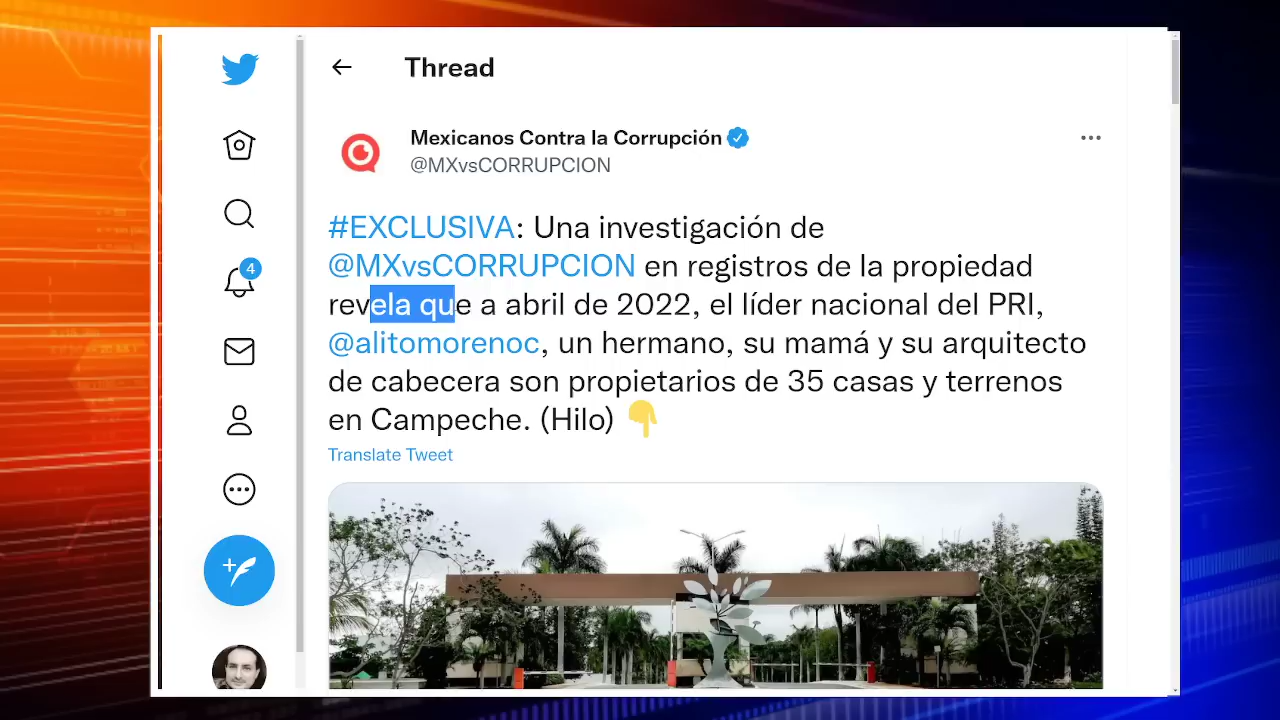 Thread
Mexicanos Contra la Corrupción
@MXvsCORRUPCION
4
#EXCLUSIVA: Una investigación de
@MXvsCORRUPCION en registros de la propiedad
revela que a abril de 2022, el líder nacional del PRI,
@alitomorenoc, un hermano, su mamá y su arquitecto
de cabecera son propietarios de 35 casas y terrenos
en Campeche. (Hilo) 👇
Translate Tweet